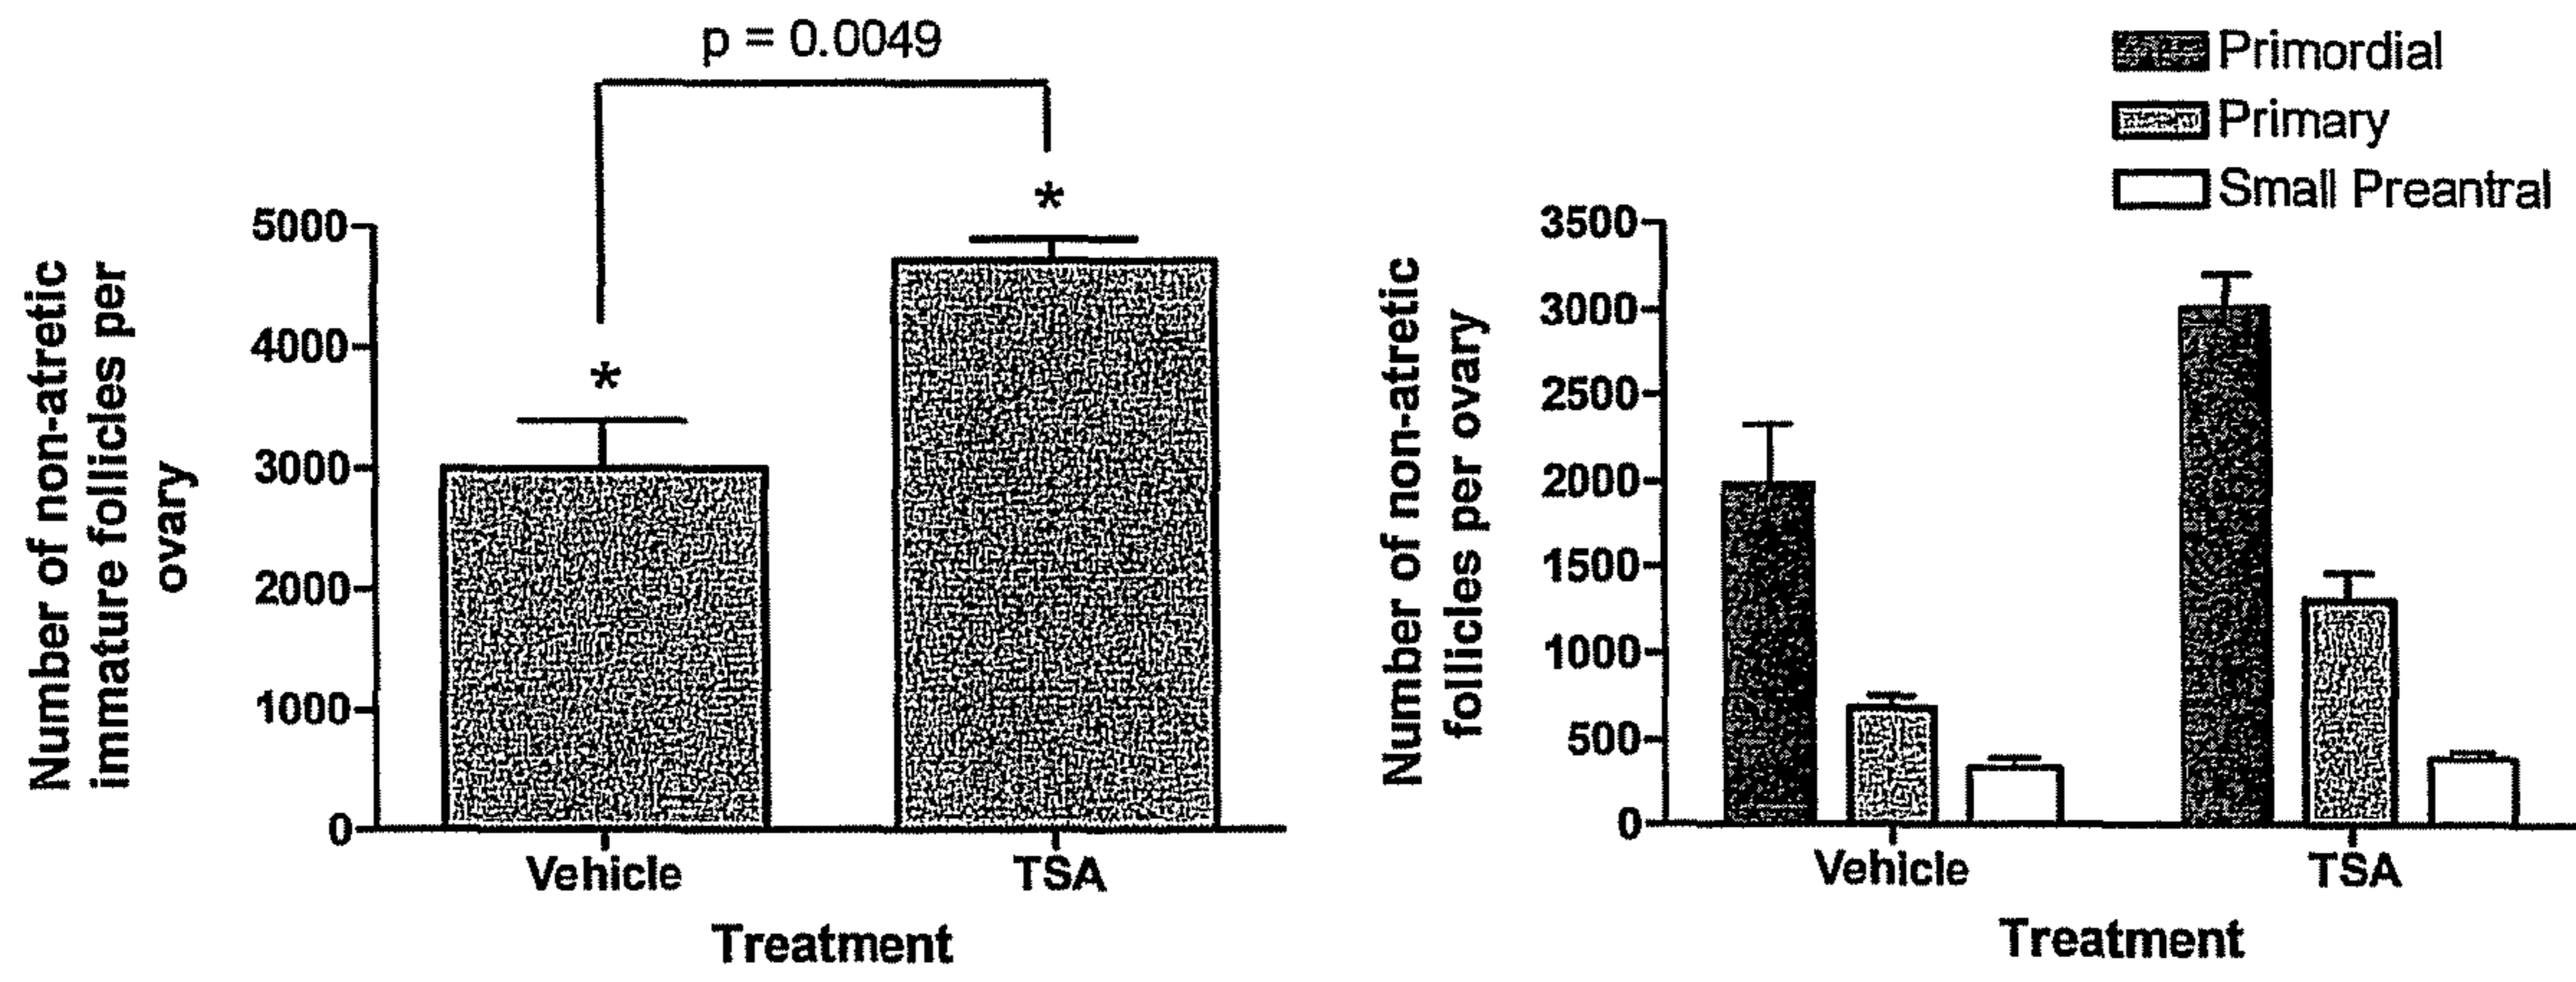 p = 0.0049
*
*
5000
4000
3000
2000
1000
0
Number of non-atretic
immature follicles per
ovary
Vehicle
TSA
Treatment
Primordial
Primary
Small Preantral
3500
3000
2500
2000
1500
1000
500
0
Number of non-atretic
follicles per ovary
Vehicle
TSA
Treatment